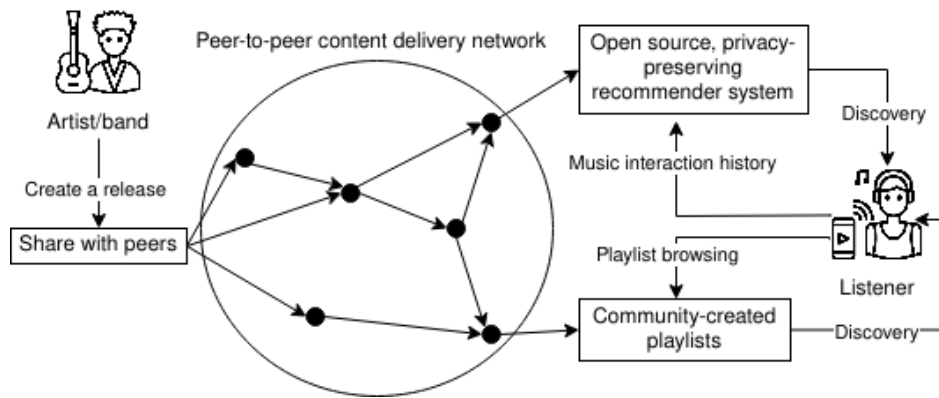 Peer-to-peer content delivery network
Open source, privacy-
preserving
recommender system
Artist/band
Discovery
Create a release
Music interaction history
Share with peers
Playlist browsing
Listener
Community-created
playlists
Discovery